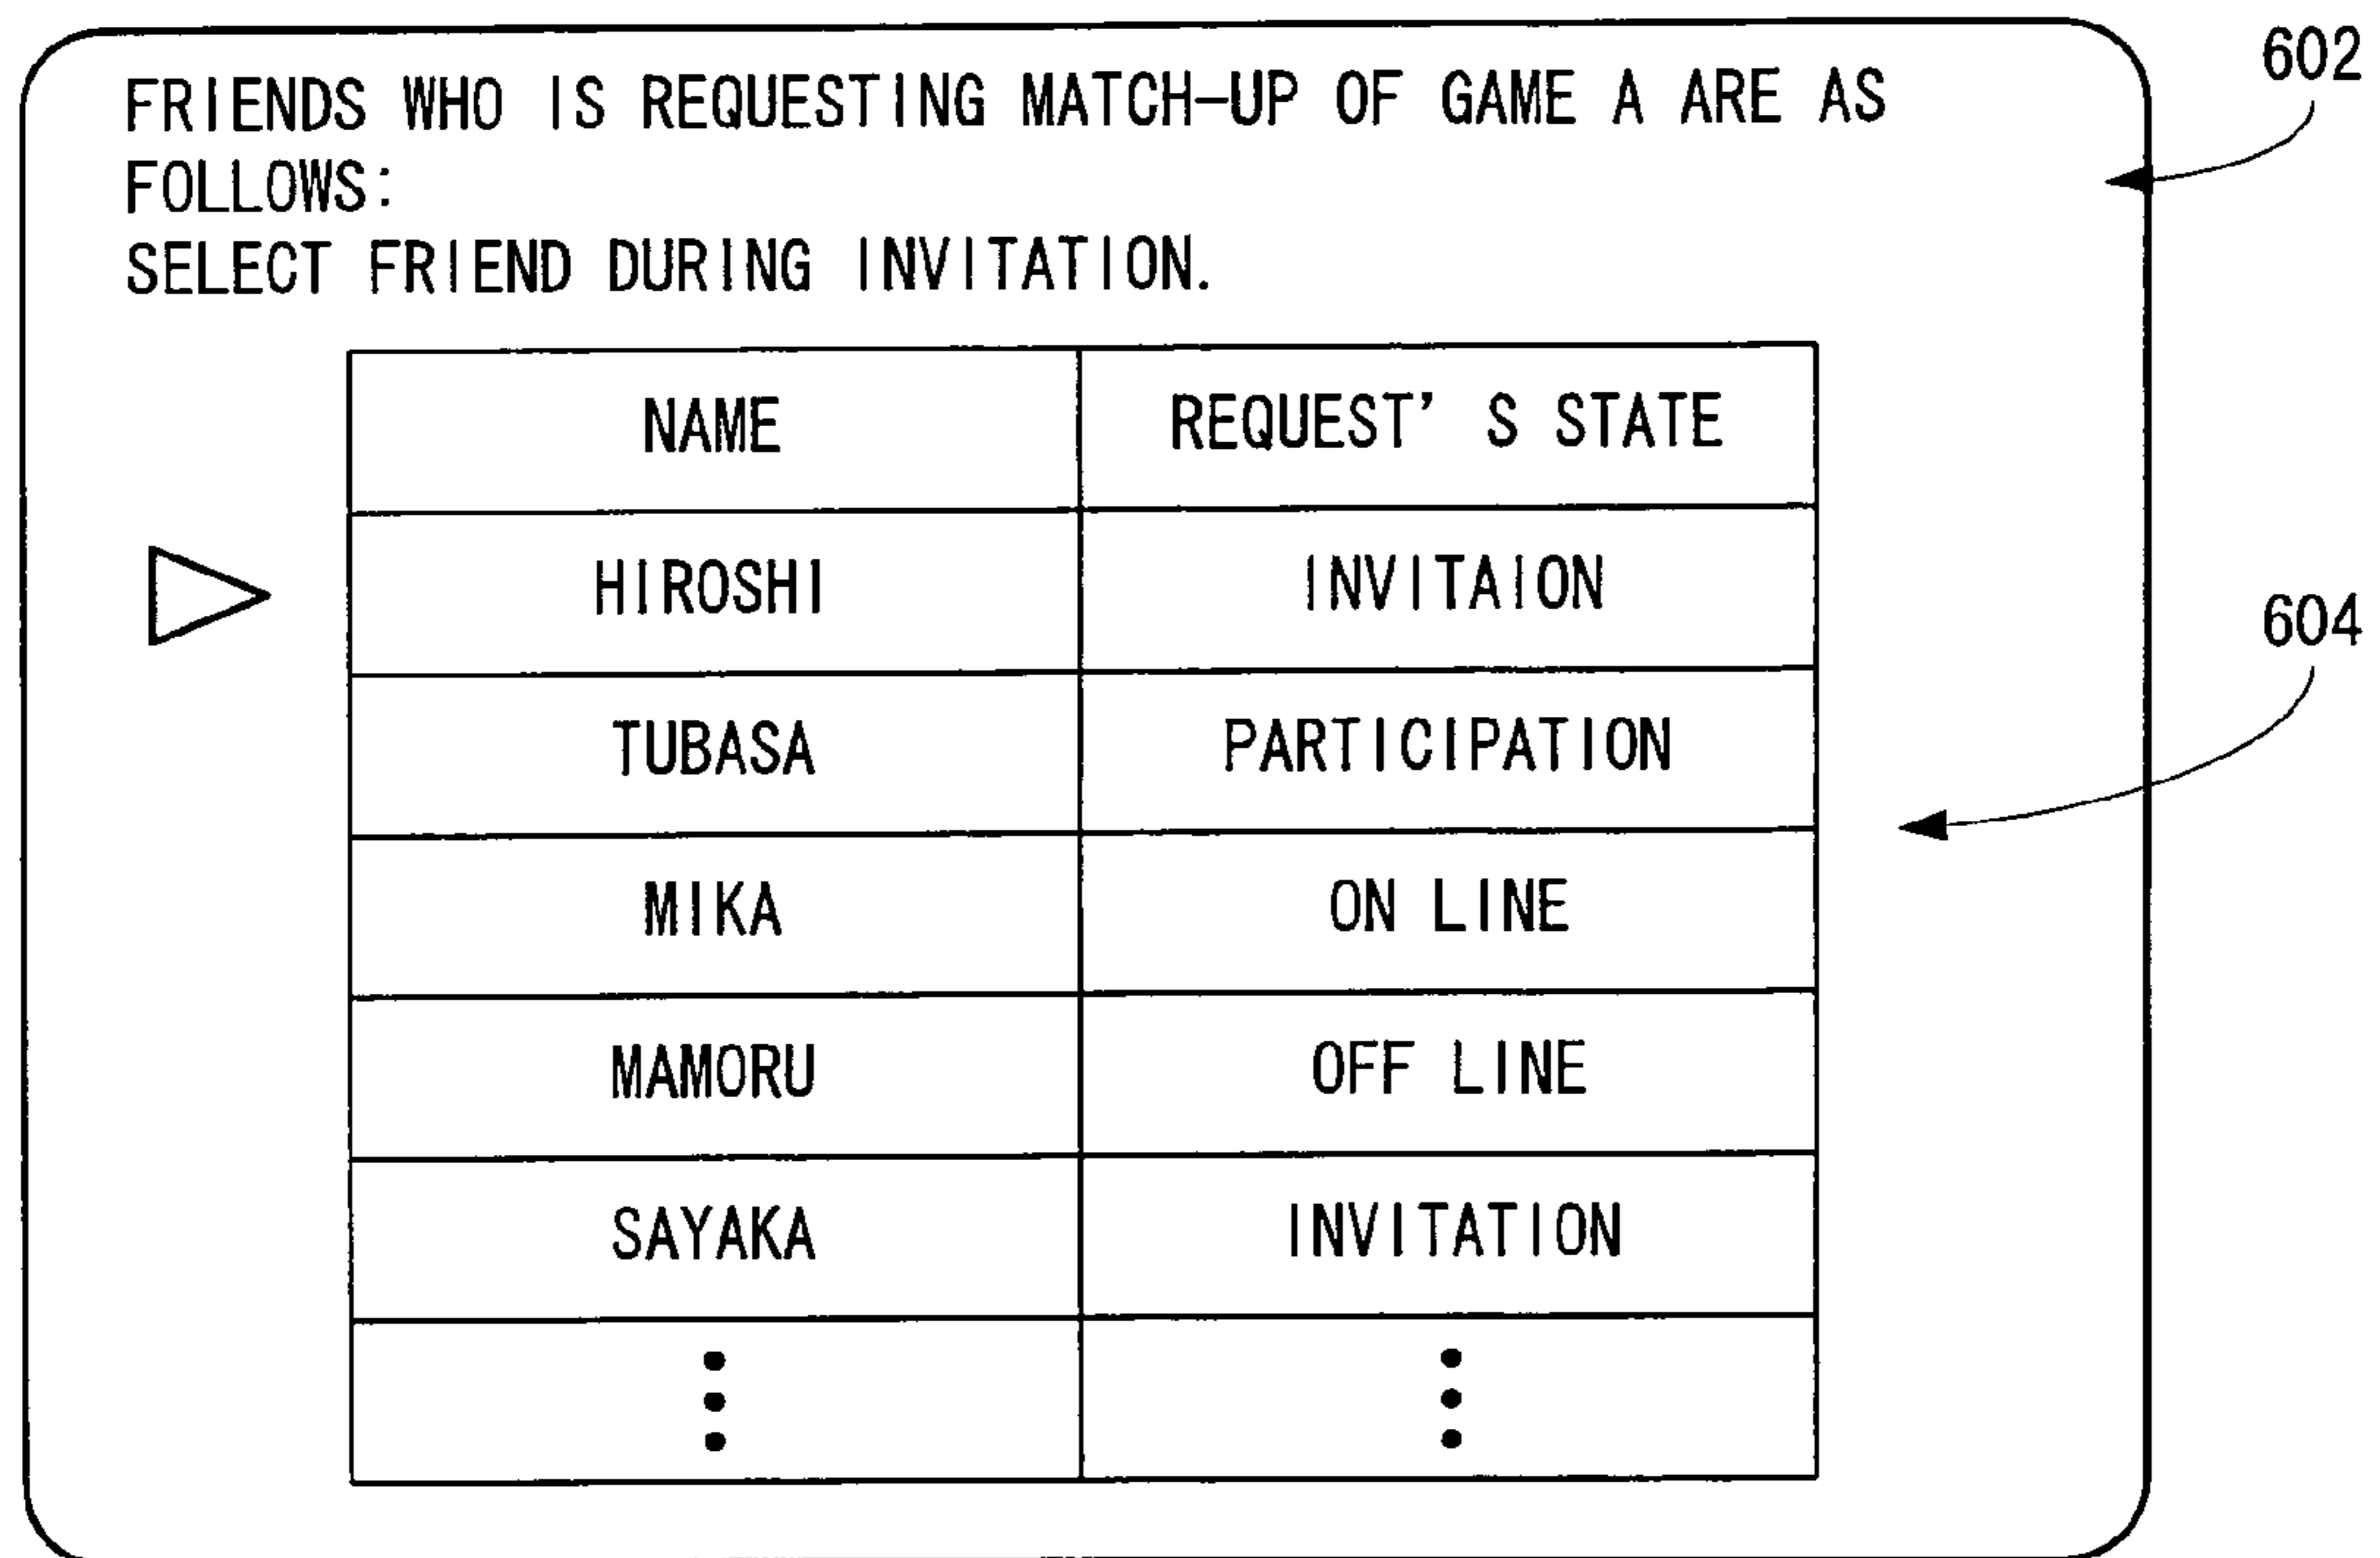 FRIENDS WHO IS REQUESTING MATCH-UP OF GAME A ARE AS
FOLLOWS:
SELECT FRIEND DURING INVITATION.
602
NAME REQUEST' S STATE
HIROSHI INVITAION
604
TUBASA PARTICIPATION
MIKA ON LINE
MAMORU OFF LINE
SAYAKA INVITATION